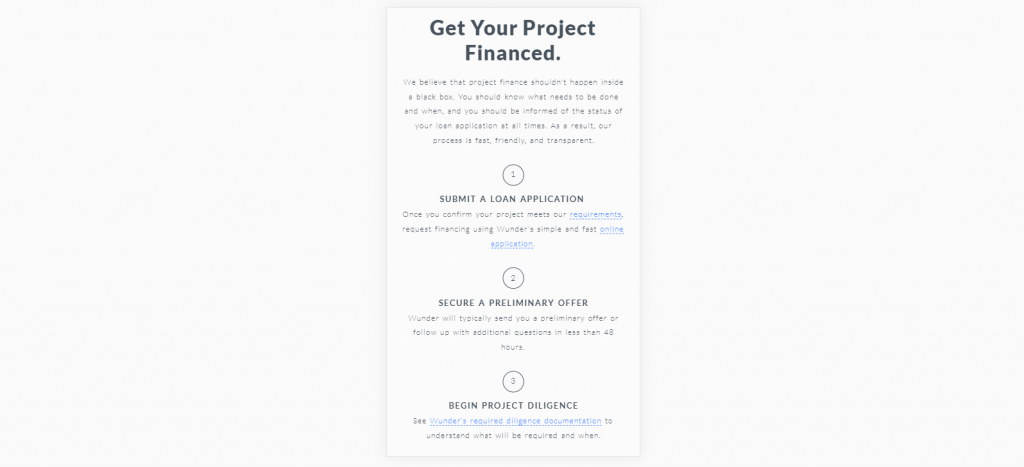 Get Your Project
Financed.
We believe that project finance shouldn't happen inside
a black box. You should know what needs to be done
and when, and you should be informed of the status of
your loan application at all times. As a result, our
process is fast, friendly, and transparent.
1
SUBMIT A LOAN APPLICATION
Once you confirm your project meets our requirements,
request financing using Wunder's simple and fast online
application.
2
SECURE A PRELIMINARY OFFER
Wunder will typically send you a preliminary offer or
follow up with additional questions in less than 48
hours.
3
BEGIN PROJECT DILIGENCE
See Wunder's required diligence documentation to
understand what will be required and when.